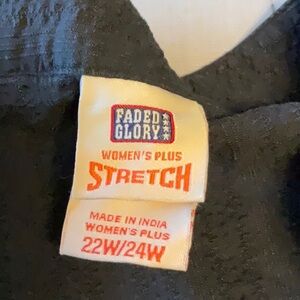 FADED
GLORY
WOMEN'S PLUS
STRETCH
MADE IN INDIA
WOMEN'S PLUS
22W/24W